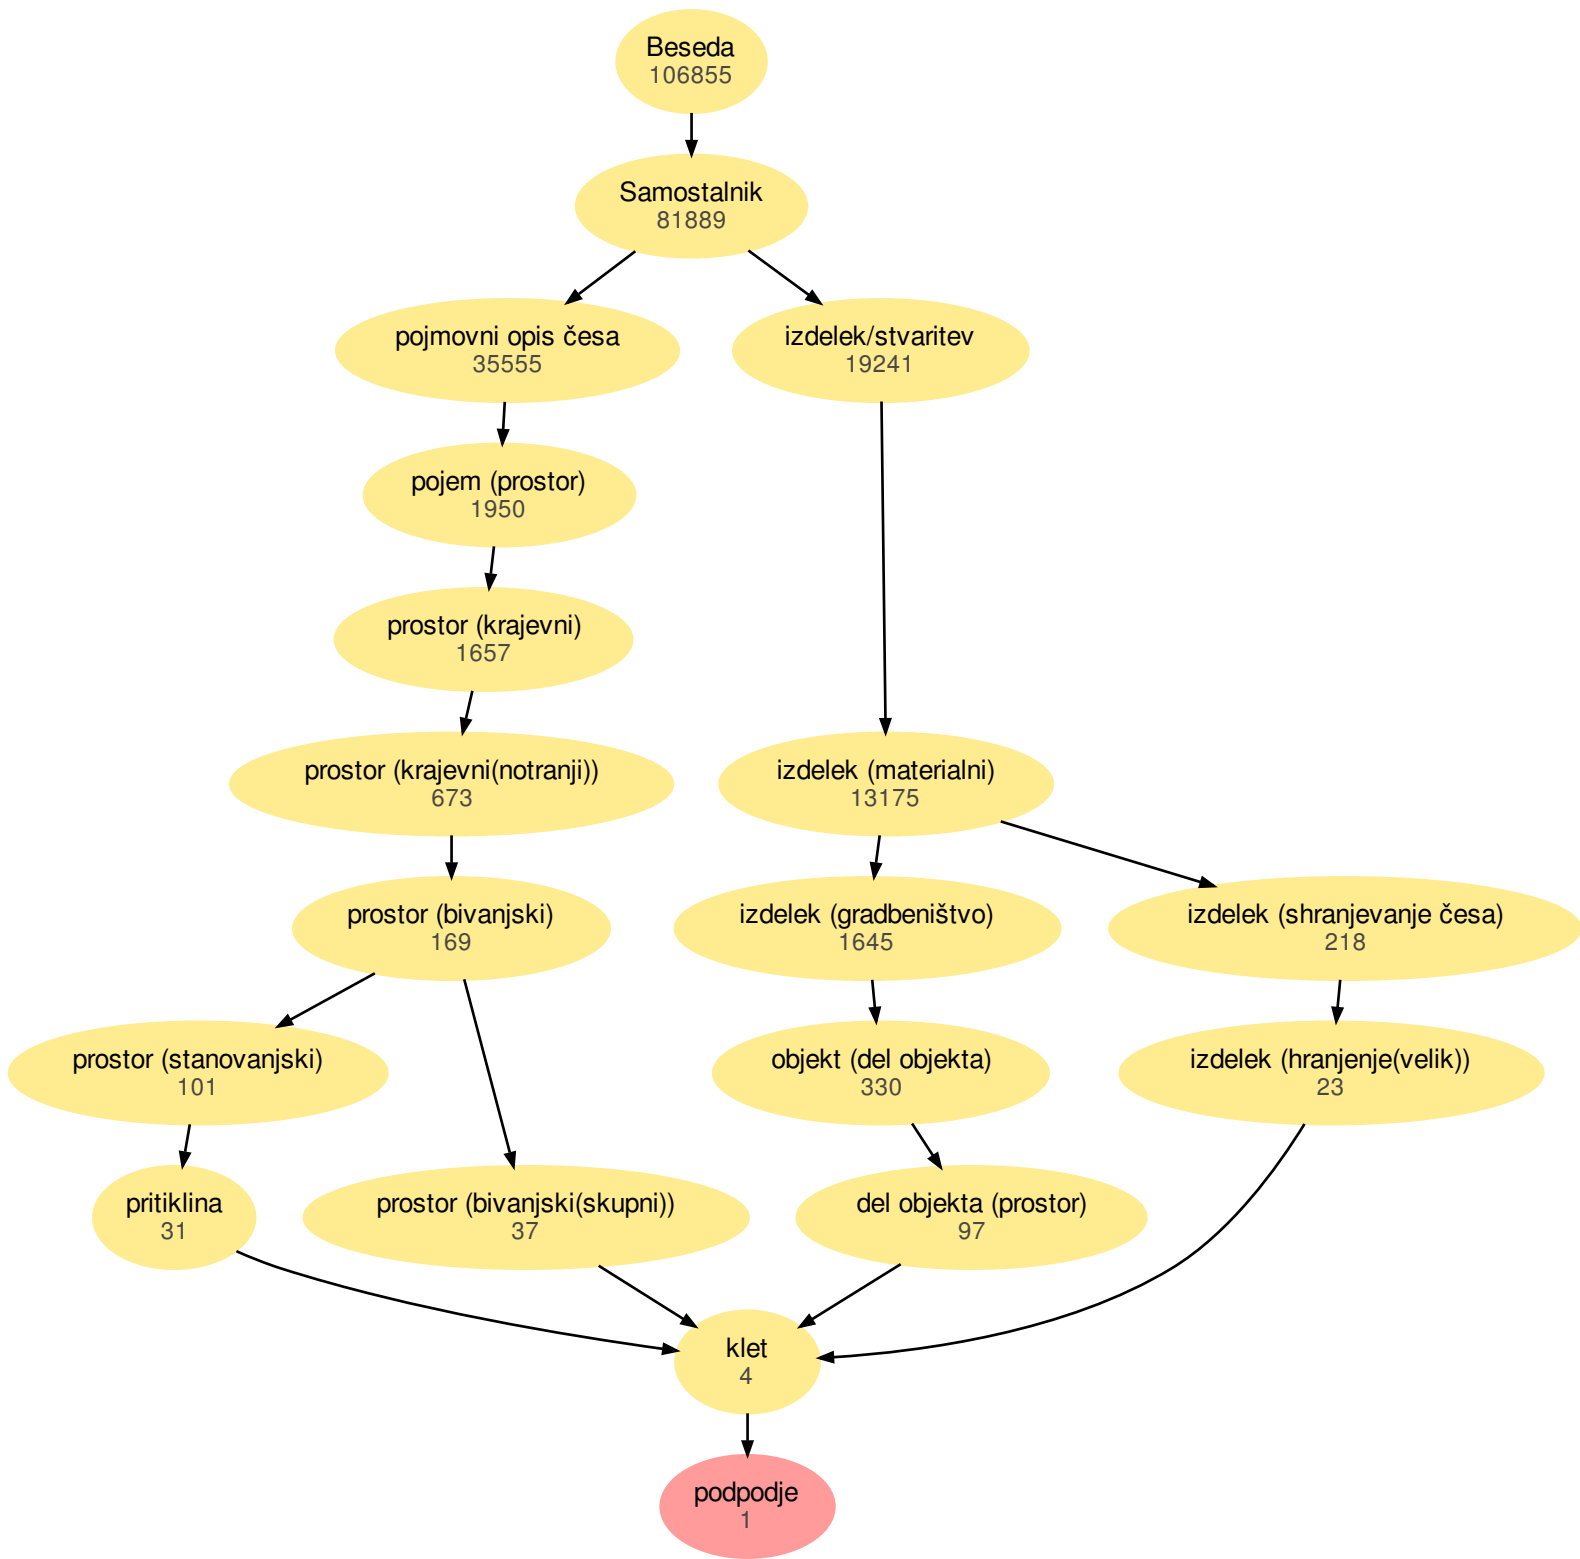 Beseda
106855
Samostalnik
81889
pojmovni opis česa
35555
izdelek/stvaritev
19241
pojem (prostor)
1950
prostor (krajevni)
1657
prostor (krajevni(notranji))
673
izdelek (materialni)
13175
prostor (bivanjski)
169
izdelek (gradbeništvo)
1645
izdelek (shranjevanje česa)
218
prostor (stanovanjski)
101
objekt (del objekta)
330
izdelek (hranjenje(velik))
23
pritiklina
31
prostor (bivanjski(skupni))
37
del objekta (prostor)
97
klet
4
podpodje
1